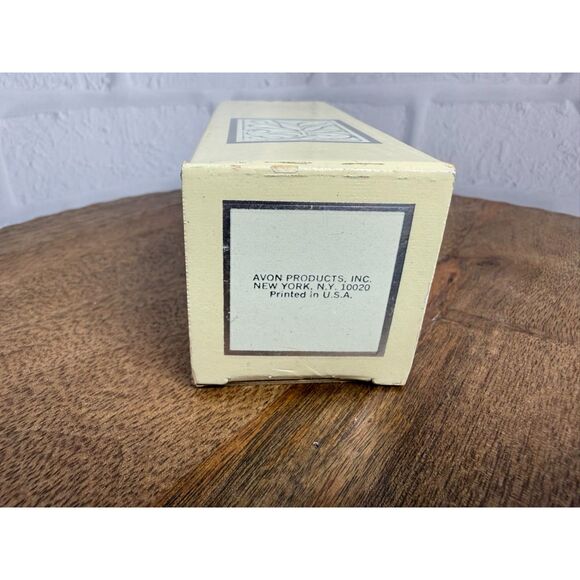 AVON PRODUCTS, INC.
NEW YORK, N.Y. 10020
Printed in U.S.A.